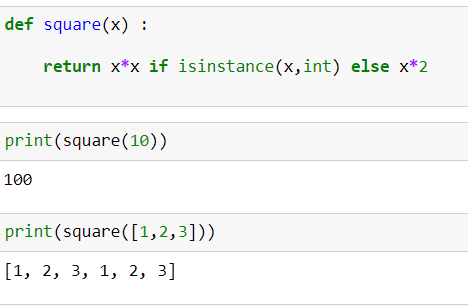 def square(x) :
    return x*x if isinstance(x,int) else x*2
print(square(10))
100
print(square([1,2,3]))
[1, 2, 3, 1, 2, 3]